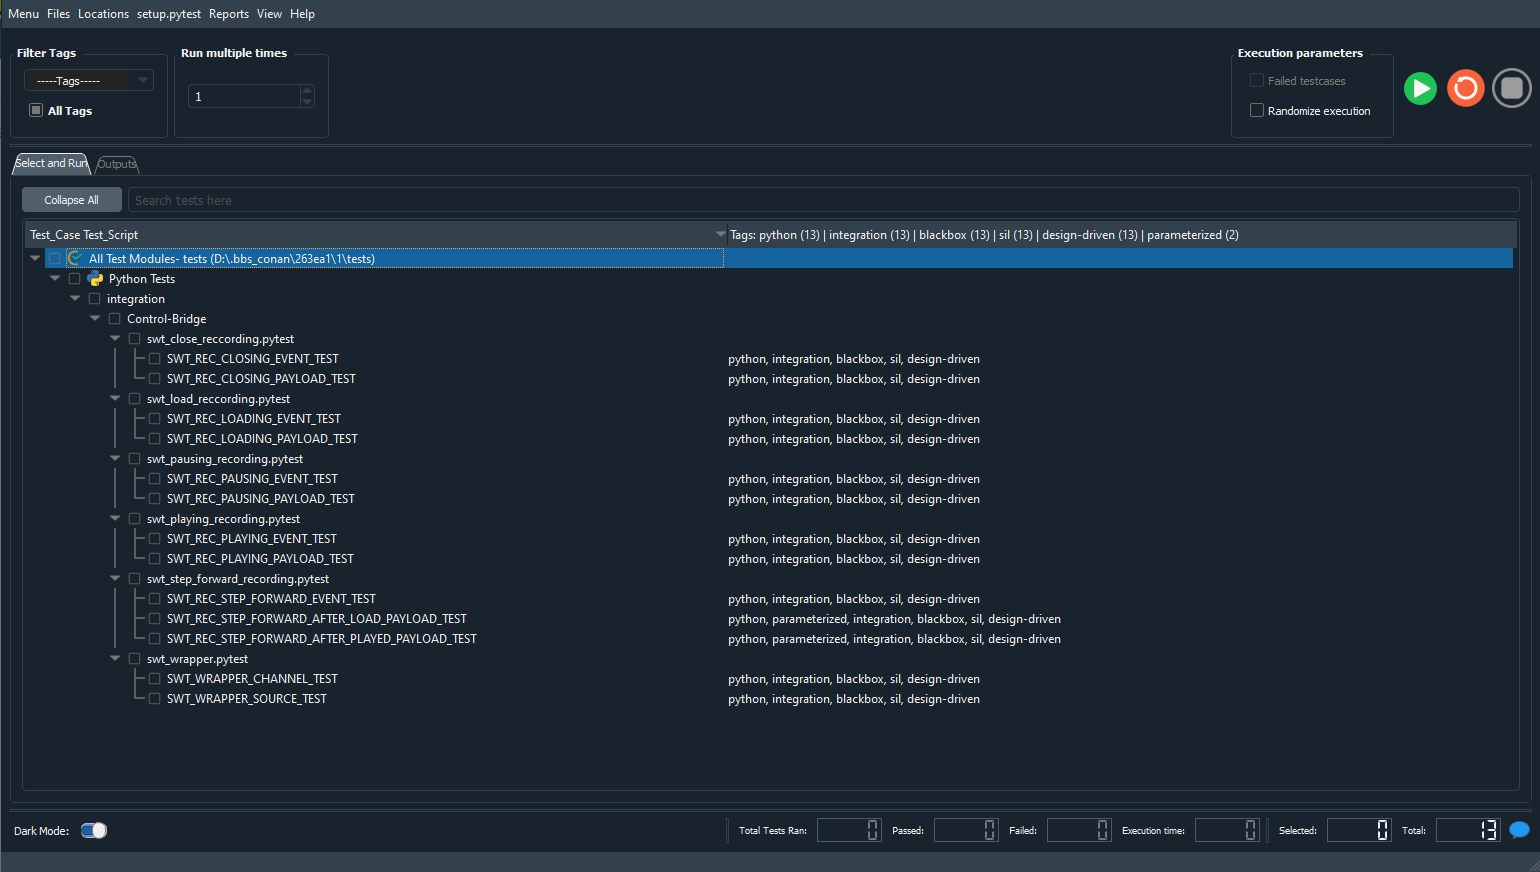 Menu Files Locations setup.pytest Reports View Help
Filter Tags
-----Tags-----
All Tags
Run multiple times
1
Execution parameters
Failed testcases
Randomize execution
Select and Run Outputs
Collapse All Search tests here
Test_Case Test_Script Tags: python (13) | integration (13) | blackbox (13) | sil (13) | design-driven (13) | parameterized (2)
All Test Modules- tests (D:\.bbs_conan\263ea1\1\tests)
Python Tests
integration
Control-Bridge
swt_close_reccording.pytest
SWT_REC_CLOSING_EVENT_TEST python, integration, blackbox, sil, design-driven
SWT_REC_CLOSING_PAYLOAD_TEST python, integration, blackbox, sil, design-driven
swt_load_reccording.pytest
SWT_REC_LOADING_EVENT_TEST python, integration, blackbox, sil, design-driven
SWT_REC_LOADING_PAYLOAD_TEST python, integration, blackbox, sil, design-driven
swt_pausing_recording.pytest
SWT_REC_PAUSING_EVENT_TEST python, integration, blackbox, sil, design-driven
SWT_REC_PAUSING_PAYLOAD_TEST python, integration, blackbox, sil, design-driven
swt_playing_recording.pytest
SWT_REC_PLAYING_EVENT_TEST python, integration, blackbox, sil, design-driven
SWT_REC_PLAYING_PAYLOAD_TEST python, integration, blackbox, sil, design-driven
swt_step_forward_recording.pytest
SWT_REC_STEP_FORWARD_EVENT_TEST python, integration, blackbox, sil, design-driven
SWT_REC_STEP_FORWARD_AFTER_LOAD_PAYLOAD_TEST python, parameterized, integration, blackbox, sil, design-driven
SWT_REC_STEP_FORWARD_AFTER_PLAYED_PAYLOAD_TEST python, parameterized, integration, blackbox, sil, design-driven
swt_wrapper.pytest
SWT_WRAPPER_CHANNEL_TEST python, integration, blackbox, sil, design-driven
SWT_WRAPPER_SOURCE_TEST python, integration, blackbox, sil, design-driven
Dark Mode: Total Tests Ran: 0 Passed: 0 Failed: 0 Execution time: 0 Selected: 0 Total: 13